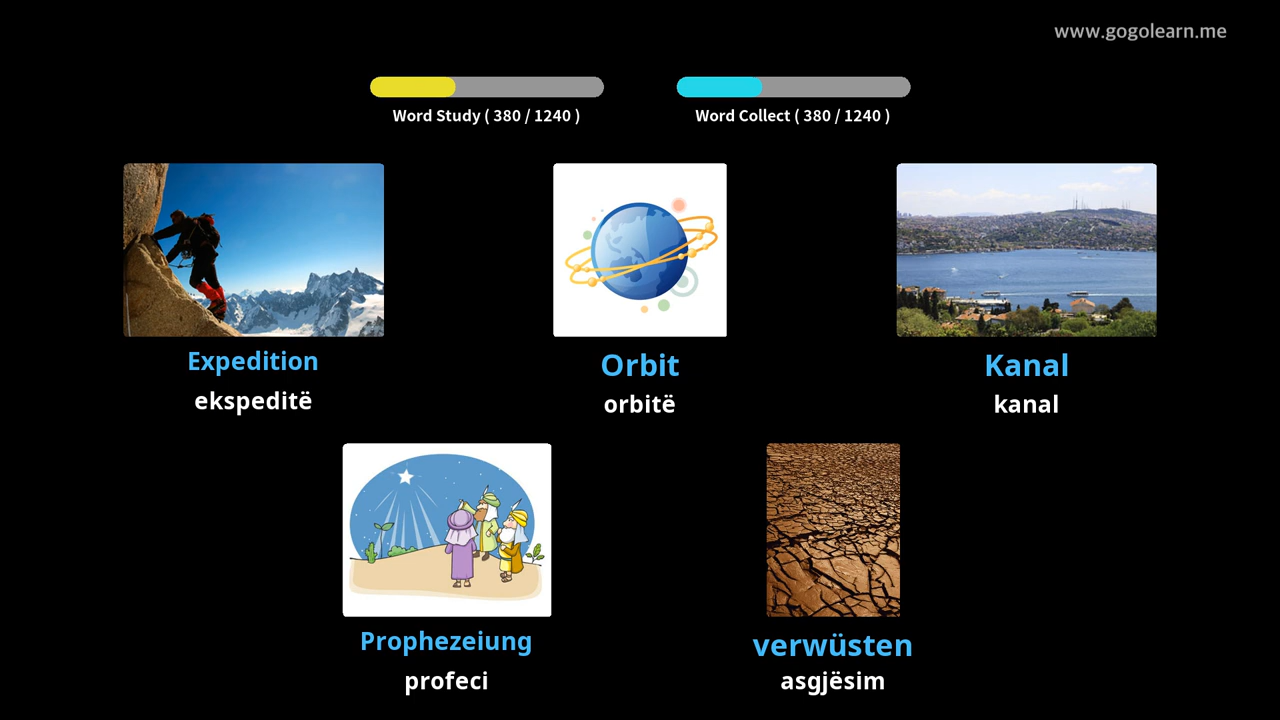 www.gogolearn.me
Word Study ( 380 / 1240 )
Word Collect ( 380 / 1240 )
Expedition
ekspeditë
Orbit
orbitë
Kanal
kanal
Prophezeiung
profeci
verwüsten
asgjësim